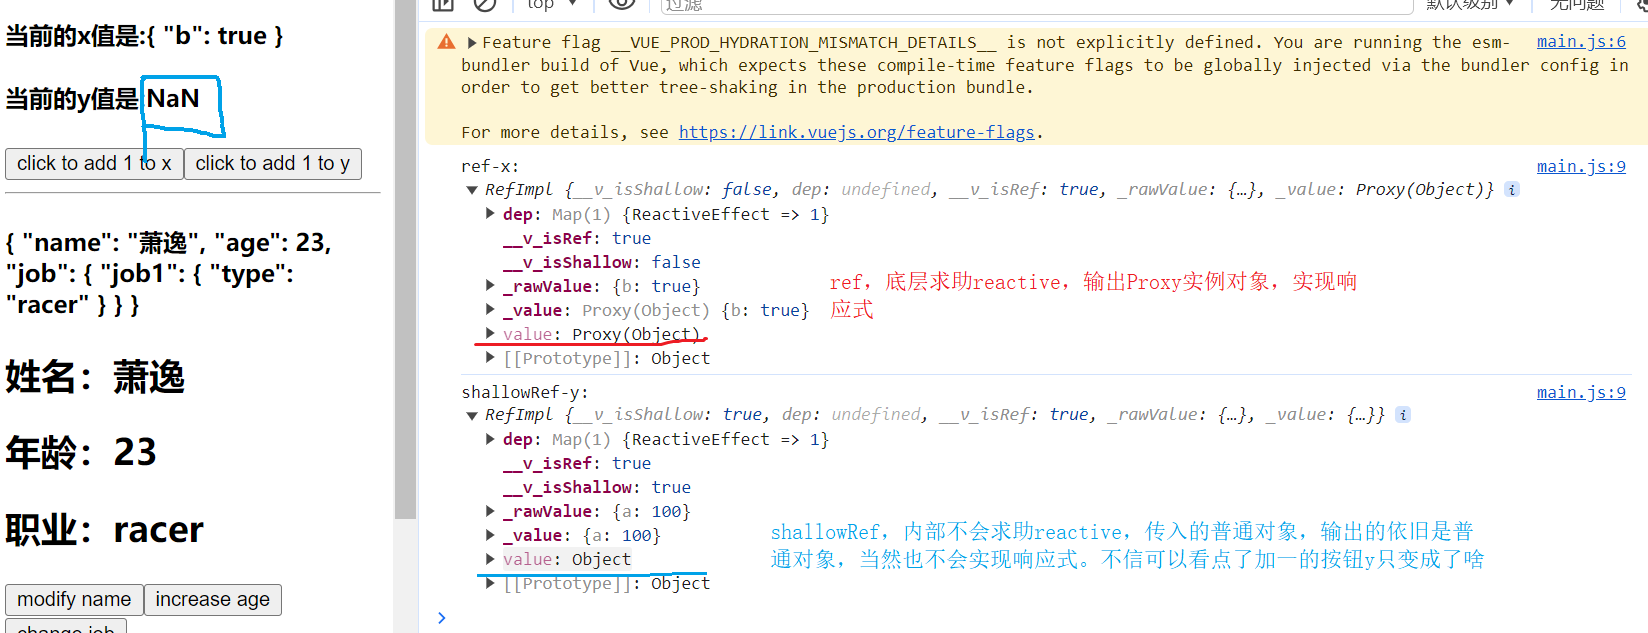 top
过滤
默认级别
无问题
当前的x值是:{ "b": true }
当前的y值是:NaN
click to add 1 to x
click to add 1 to y
{ "name": "萧逸", "age": 23,
"job": { "job1": { "type":
"racer" } } }
姓名：萧逸
年龄：23
职业：racer
modify name
increase age
change job
Feature flag __VUE_PROD_HYDRATION_MISMATCH_DETAILS__ is not explicitly defined. You are running the esm-
main.js:6
bundler build of Vue, which expects these compile-time feature flags to be globally injected via the bundler config in
order to get better tree-shaking in the production bundle.
For more details, see https://link.vuejs.org/feature-flags.
ref-x:
main.js:9
RefImpl {__v_isShallow: false, dep: undefined, __v_isRef: true, _rawValue: {…}, _value: Proxy(Object)} i
dep: Map(1) {ReactiveEffect => 1}
__v_isRef: true
__v_isShallow: false
_rawValue: {b: true}
_value: Proxy(Object) {b: true}
value: Proxy(Object)
[[Prototype]]: Object
ref，底层求助reactive，输出Proxy实例对象，实现响
应式
shallowRef-y:
main.js:9
RefImpl {__v_isShallow: true, dep: undefined, __v_isRef: true, _rawValue: {…}, _value: {…}} i
dep: Map(1) {ReactiveEffect => 1}
__v_isRef: true
__v_isShallow: true
_rawValue: {a: 100}
_value: {a: 100}
value: Object
[[Prototype]]: Object
shallowRef，内部不会求助reactive，传入的普通对象，输出的依旧是普
通对象，当然也不会实现响应式。不信可以看点了加一的按钮y只变成了啥